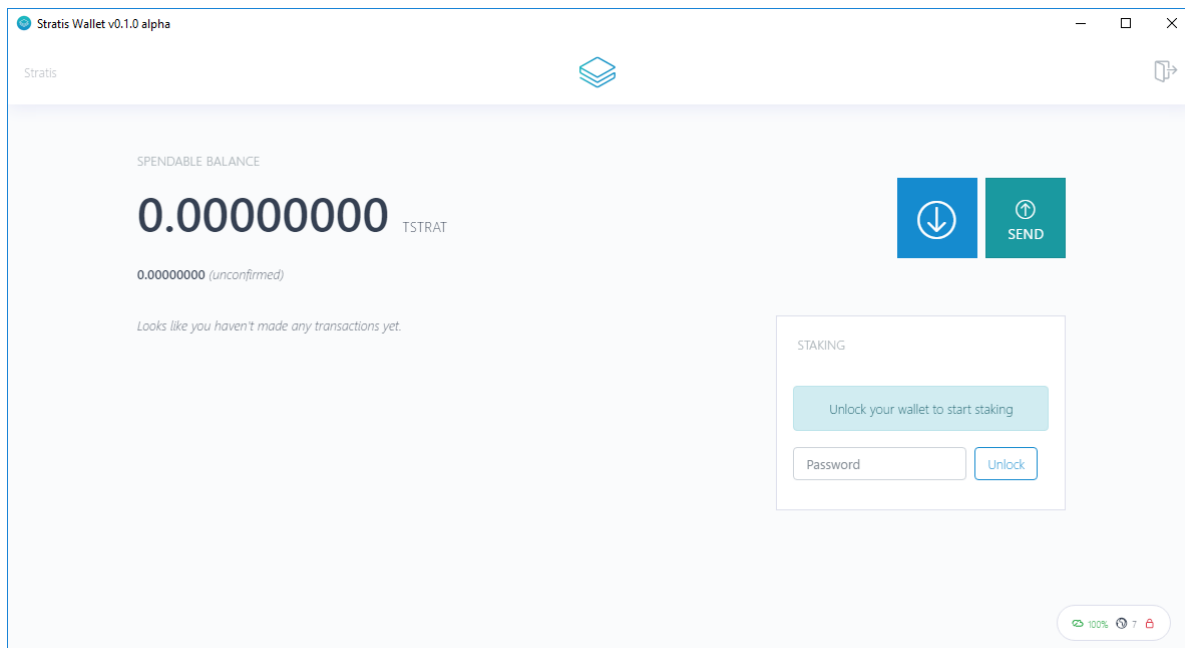 Stratis Wallet v0.1.0 alpha
Stratis
SPENDABLE BALANCE
0.00000000 TSTRAT
SEND
0.00000000 (unconfirmed)
Looks like you haven't made any transactions yet.
STAKING
Unlock your wallet to start staking
Password Unlock
100% 7